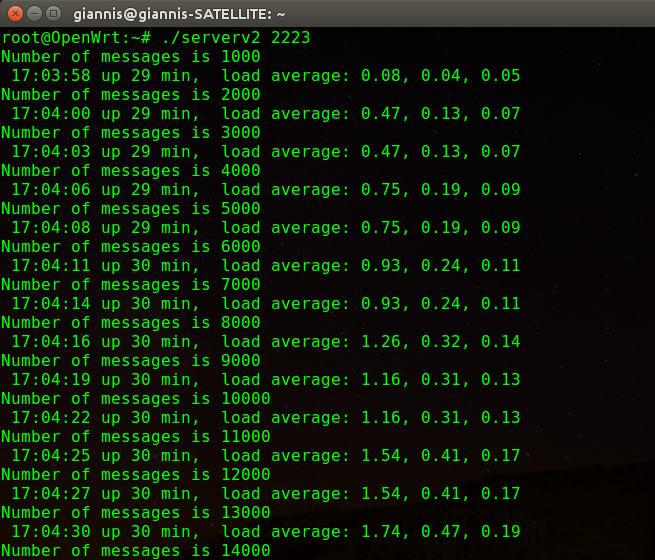 giannis@giannis-SATELLITE: ~
root@OpenWrt:~# ./serverv2 2223
Number of messages is 1000
 17:03:58 up 29 min,  load average: 0.08, 0.04, 0.05
Number of messages is 2000
 17:04:00 up 29 min,  load average: 0.47, 0.13, 0.07
Number of messages is 3000
 17:04:03 up 29 min,  load average: 0.47, 0.13, 0.07
Number of messages is 4000
 17:04:06 up 29 min,  load average: 0.75, 0.19, 0.09
Number of messages is 5000
 17:04:08 up 29 min,  load average: 0.75, 0.19, 0.09
Number of messages is 6000
 17:04:11 up 30 min,  load average: 0.93, 0.24, 0.11
Number of messages is 7000
 17:04:14 up 30 min,  load average: 0.93, 0.24, 0.11
Number of messages is 8000
 17:04:16 up 30 min,  load average: 1.26, 0.32, 0.14
Number of messages is 9000
 17:04:19 up 30 min,  load average: 1.16, 0.31, 0.13
Number of messages is 10000
 17:04:22 up 30 min,  load average: 1.16, 0.31, 0.13
Number of messages is 11000
 17:04:25 up 30 min,  load average: 1.54, 0.41, 0.17
Number of messages is 12000
 17:04:27 up 30 min,  load average: 1.54, 0.41, 0.17
Number of messages is 13000
 17:04:30 up 30 min,  load average: 1.74, 0.47, 0.19
Number of messages is 14000